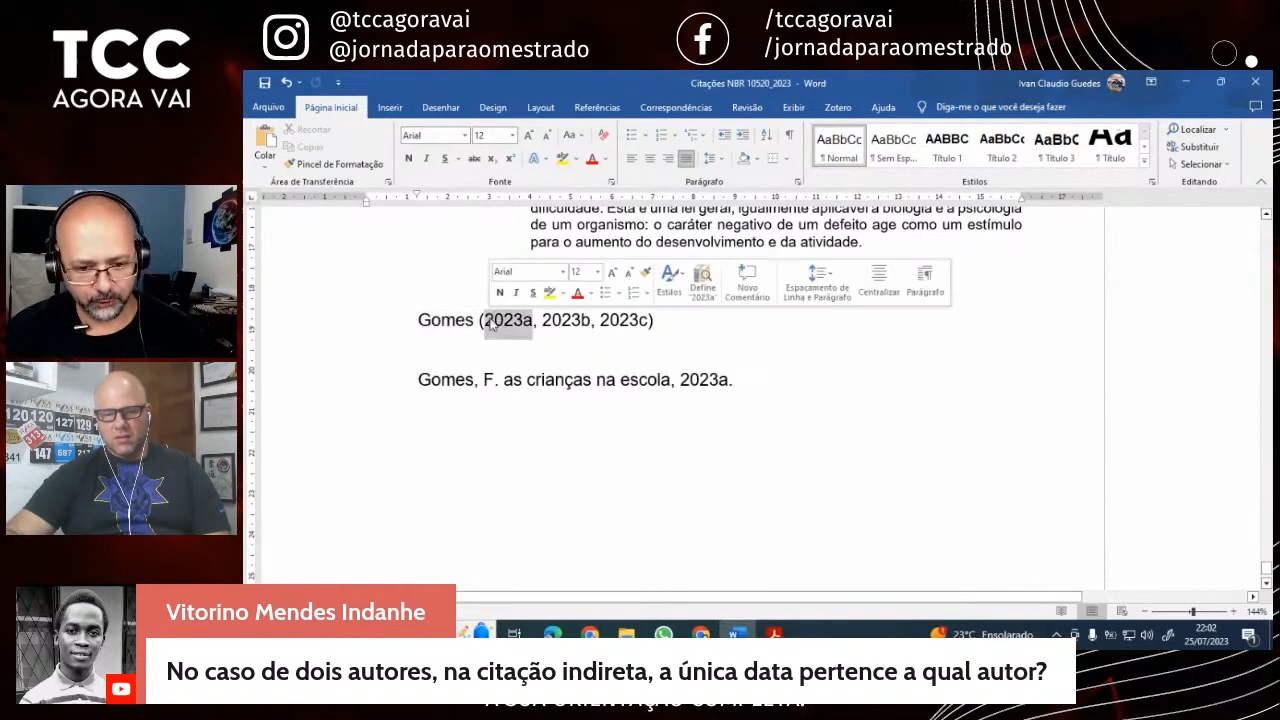 TCC
AGORA VAI
@tccagoravai
@jornadaparaomestrado
/tccagoravai
/jornadaparaomestrado
Citações NBR 10520_2023 - Word
Ivan Claudio Guedes
Arquivo Página Inicial Inserir Desenhar Design Layout Referências Correspondências Revisão Exibir Zotero Ajuda Diga-me o que você deseja fazer
Colar
Recortar
Copiar
Pincel de Formatação
Área de Transferência
Arial 12
Fonte
Parágrafo
AaBbCc AaBbCc AABBC AaBbCc AaBbC AaB
¶ Normal ¶ Sem Esp... Título 1 Título 2 ¶ Título 3 ¶ Título
Estilos
Localizar
Substituir
Selecionar
Editando
dificuldade. Esta é uma lei geral, igualmente aplicável à biologia e à psicologia
de um organismo: o caráter negativo de um defeito age como um estímulo
para o aumento do desenvolvimento e da atividade.
Arial 12
N I S
Estilos
Define
"2023a"
Novo
Comentário
Espaçamento de
Linha e Parágrafo
Centralizar
Parágrafo
Gomes (2023a, 2023b, 2023c)
Gomes, F. as crianças na escola, 2023a.
144%
23°C Ensolarado
22:02
25/07/2023
Vitorino Mendes Indanhe
No caso de dois autores, na citação indireta, a única data pertence a qual autor?
A SUA ORIENTAÇÃO COMPLETA.